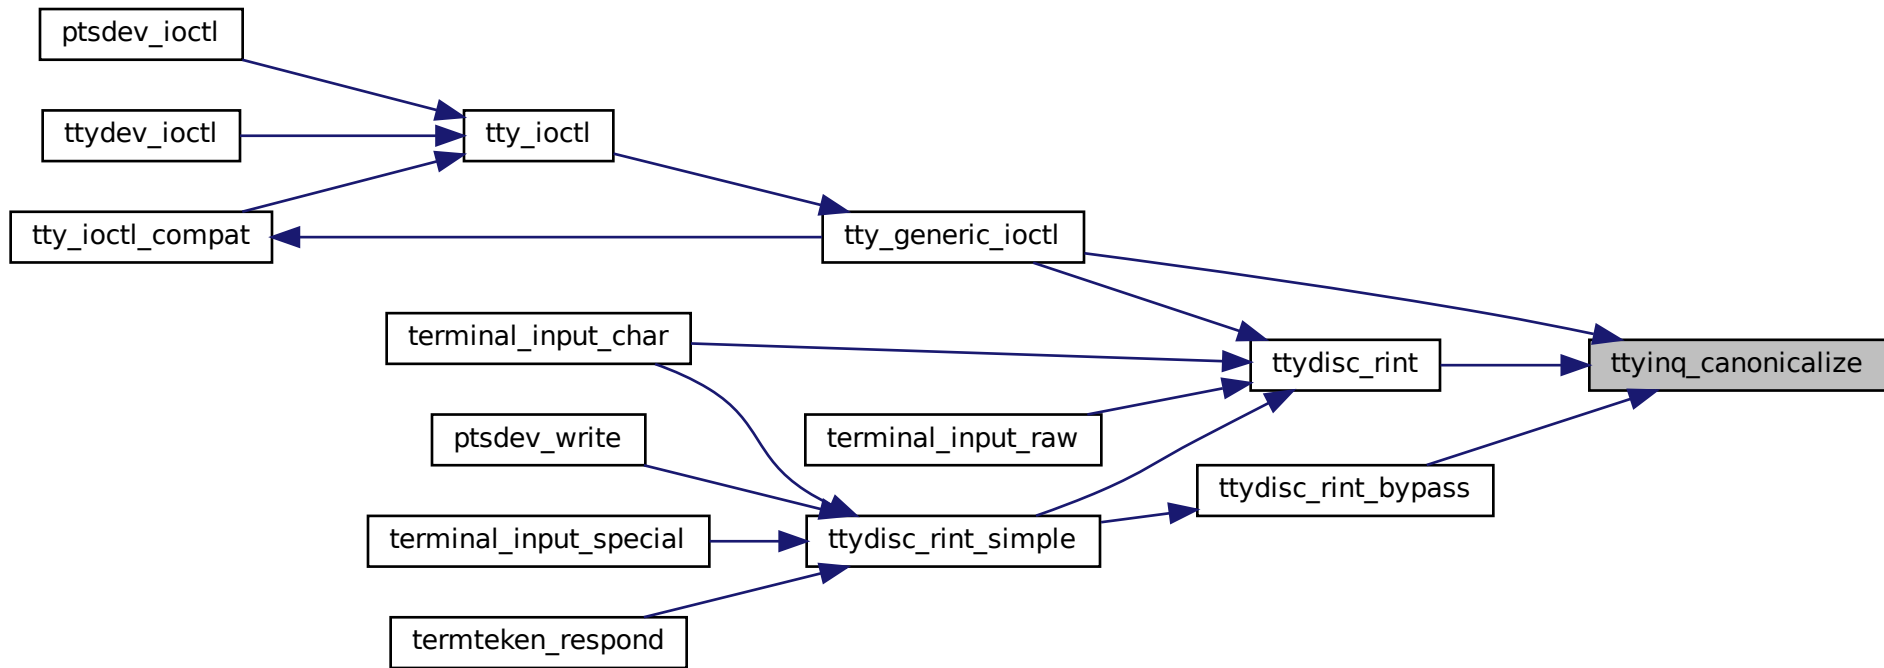 ptsdev_ioctl
ttydev_ioctl
tty_ioctl
tty_ioctl_compat
tty_generic_ioctl
terminal_input_char
ttydisc_rint
ttyinq_canonicalize
ptsdev_write
terminal_input_raw
ttydisc_rint_bypass
terminal_input_special
ttydisc_rint_simple
termteken_respond